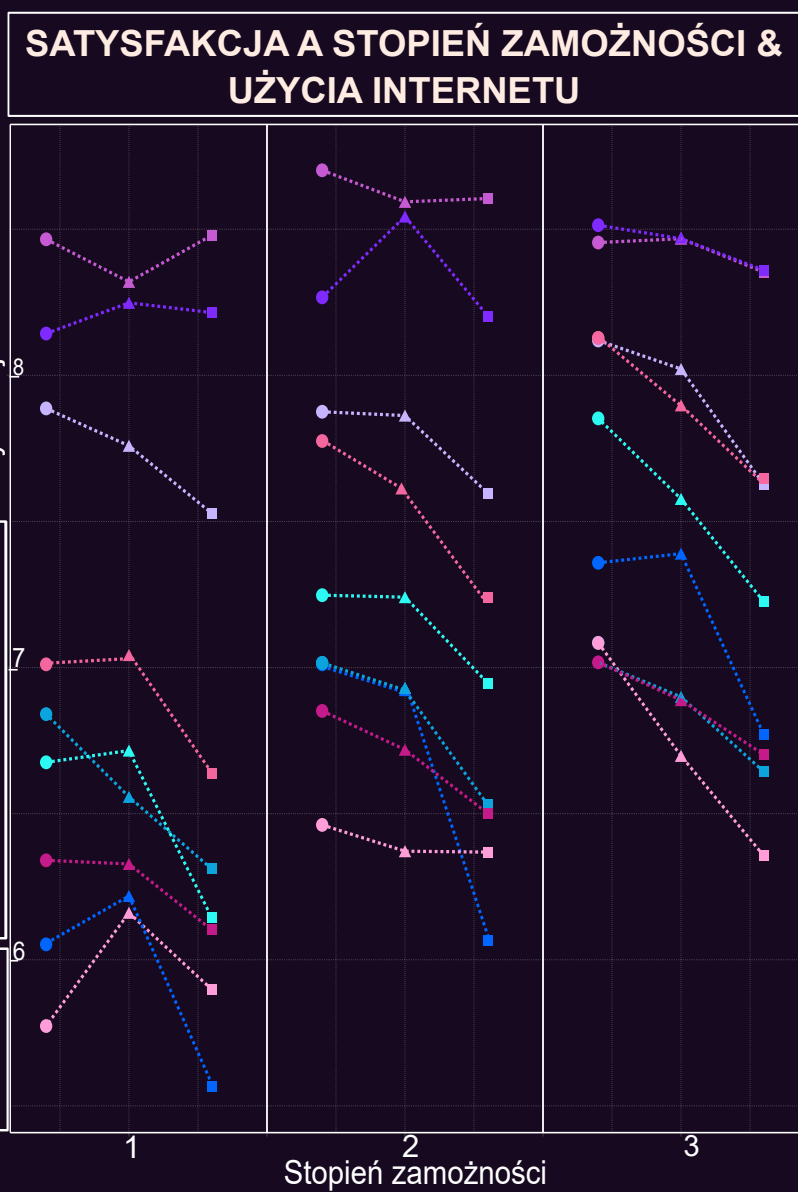 SATYSFAKCJA A STOPIEŃ ZAMOŻNOŚCI &
UŻYCIA INTERNETU
8
7
6
1 2 3
Stopień zamożności